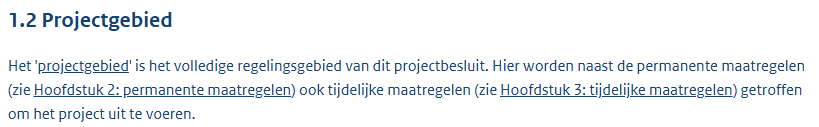 1.2 Projectgebied
Het 'projectgebied' is het volledige regelingsgebied van dit projectbesluit. Hier worden naast de permanente maatregelen
(zie Hoofdstuk 2: permanente maatregelen) ook tijdelijke maatregelen (zie Hoofdstuk 3: tijdelijke maatregelen) getroffen
om het project uit te voeren.